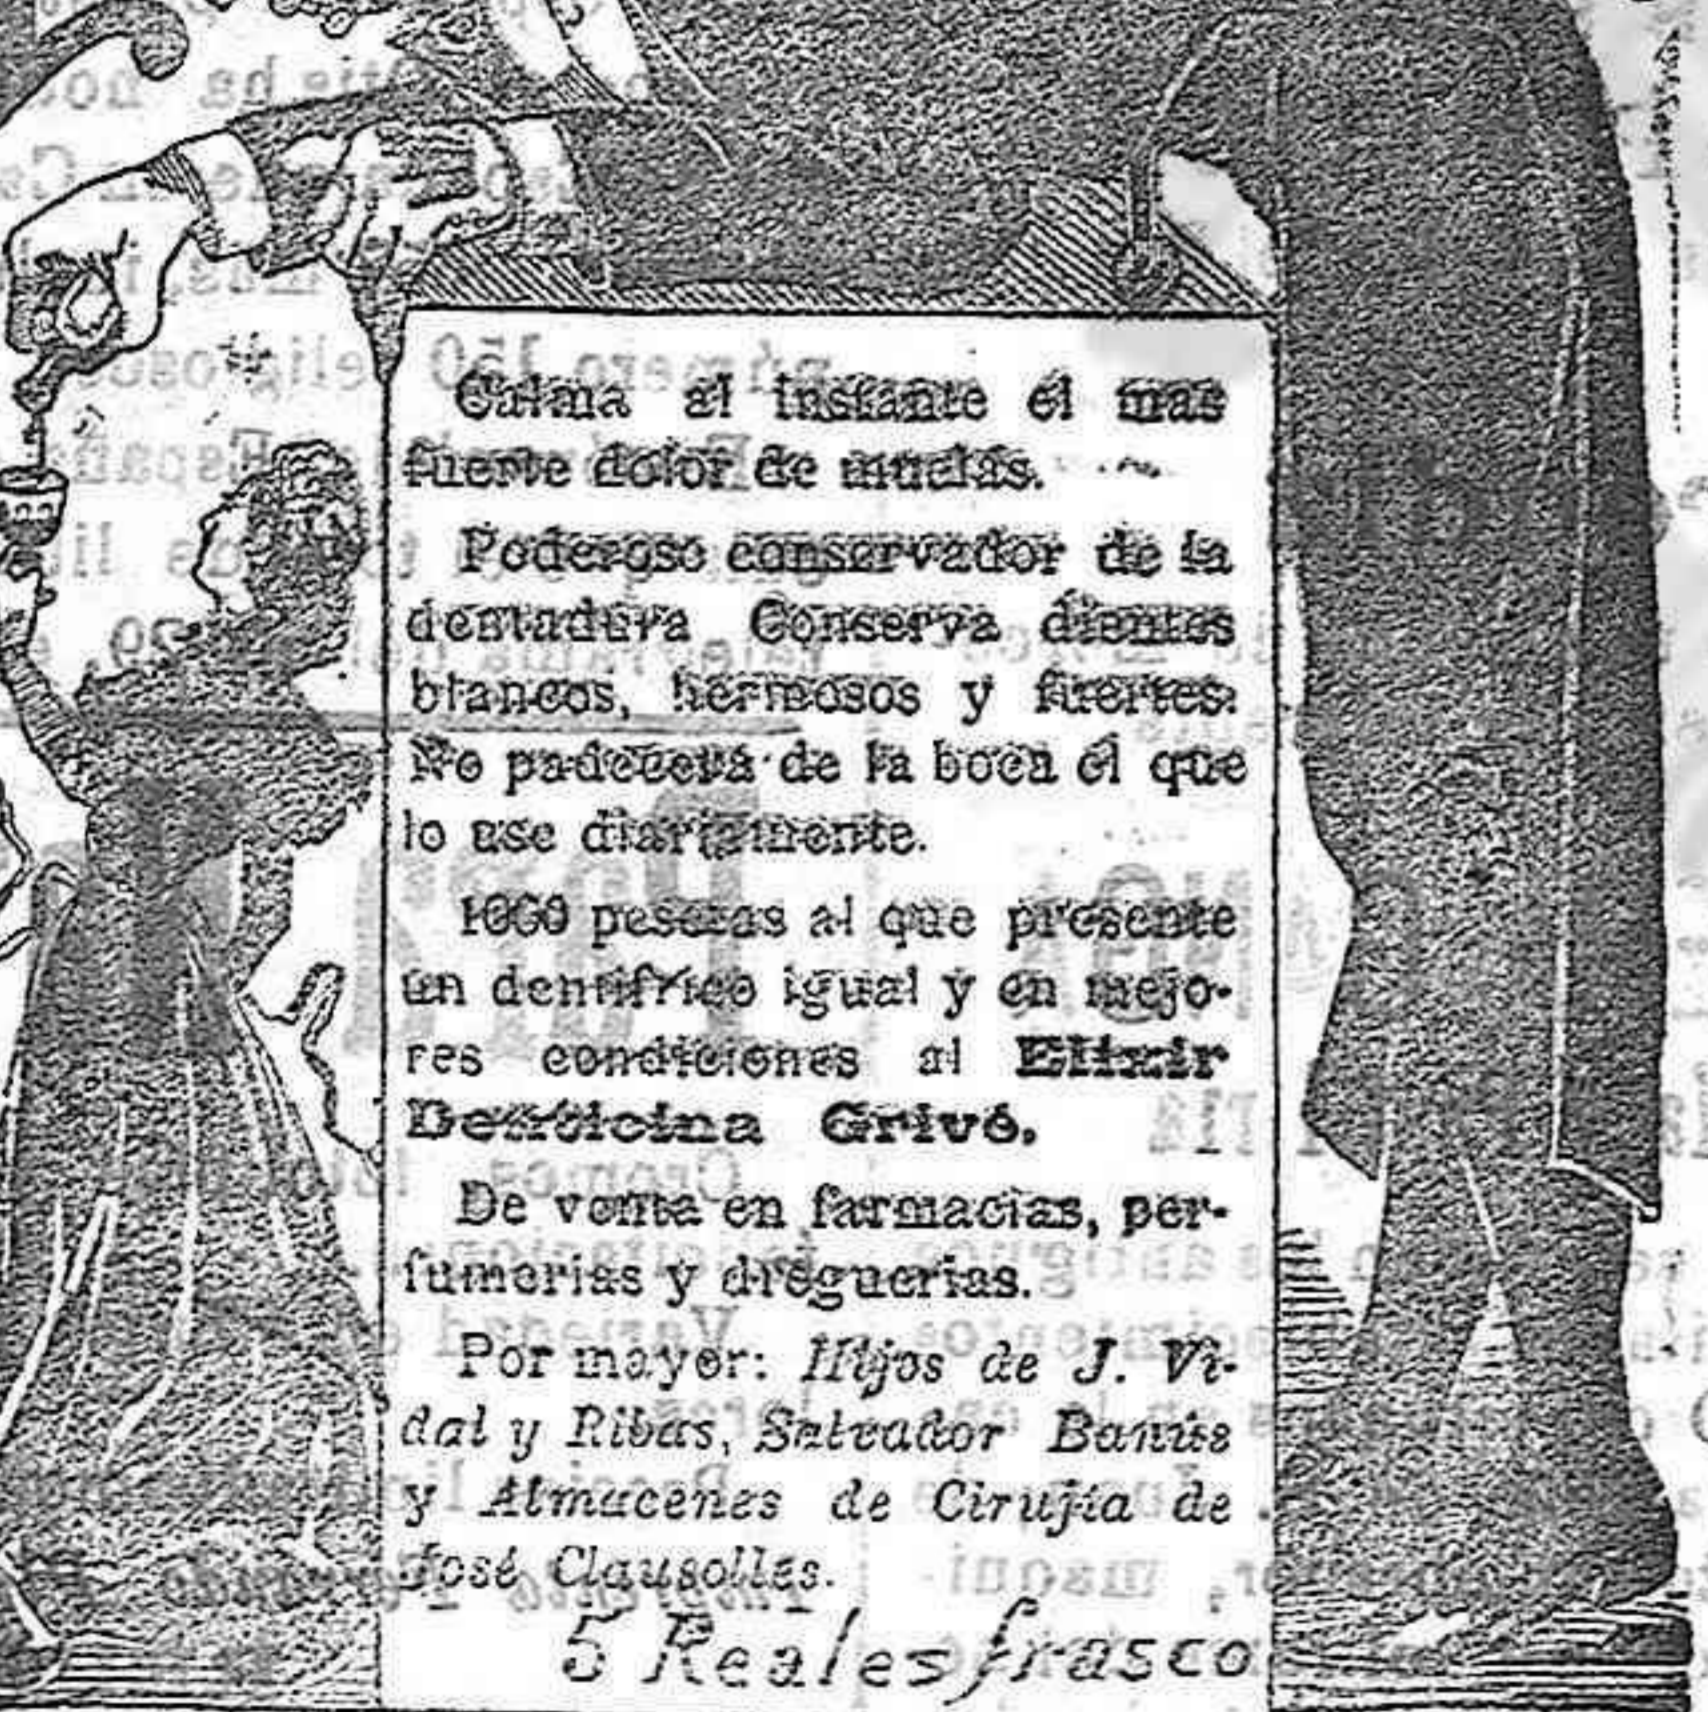 Calma al instante el mas
fuerte dolor de muelas.
Poderoso conservador de la
dentadura Conserva dientes
blancos, hermosos y fuertes.
No padecerá de la boca el que
lo use diariamente.
1000 pesetas al que presente
un dentífrico igual y en mejo-
res condiciones al Elixir
Denticina Grivé.
De venta en farmacias, per-
fumerias y droguerias.
Por mayor: Hijos de J. Vi-
dal y Ribas, Salvador Banús
y Almacenes de Cirujía de
José Clausolles.
5 Reales frasco